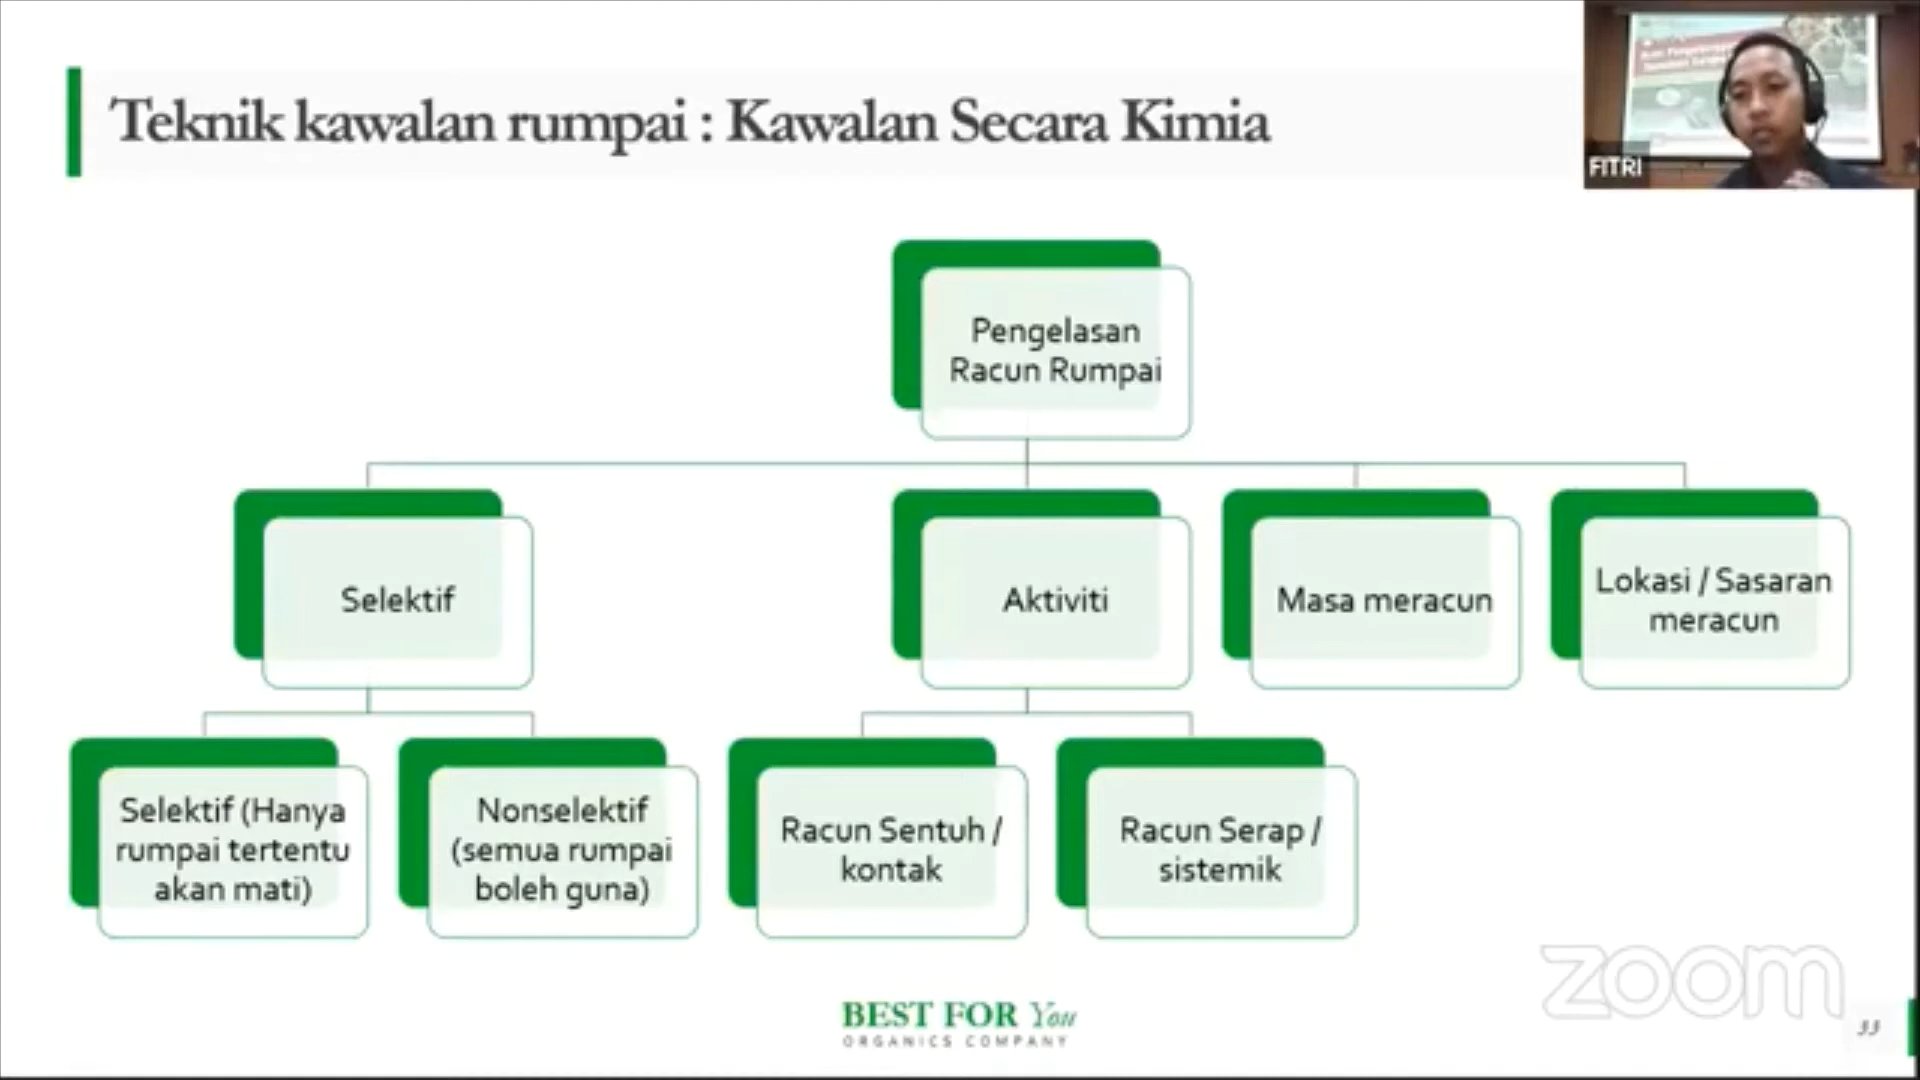 Teknik kawalan rumpai : Kawalan Secara Kimia
FITRI
Pengelasan
Racun Rumpai
Selektif
Aktiviti
Masa meracun
Lokasi / Sasaran
meracun
Selektif (Hanya
rumpai tertentu
akan mati)
Nonselektif
(semua rumpai
boleh guna)
Racun Sentuh /
kontak
Racun Serap /
sistemik
BEST FOR You
ORGANICS COMPANY
zoom
33